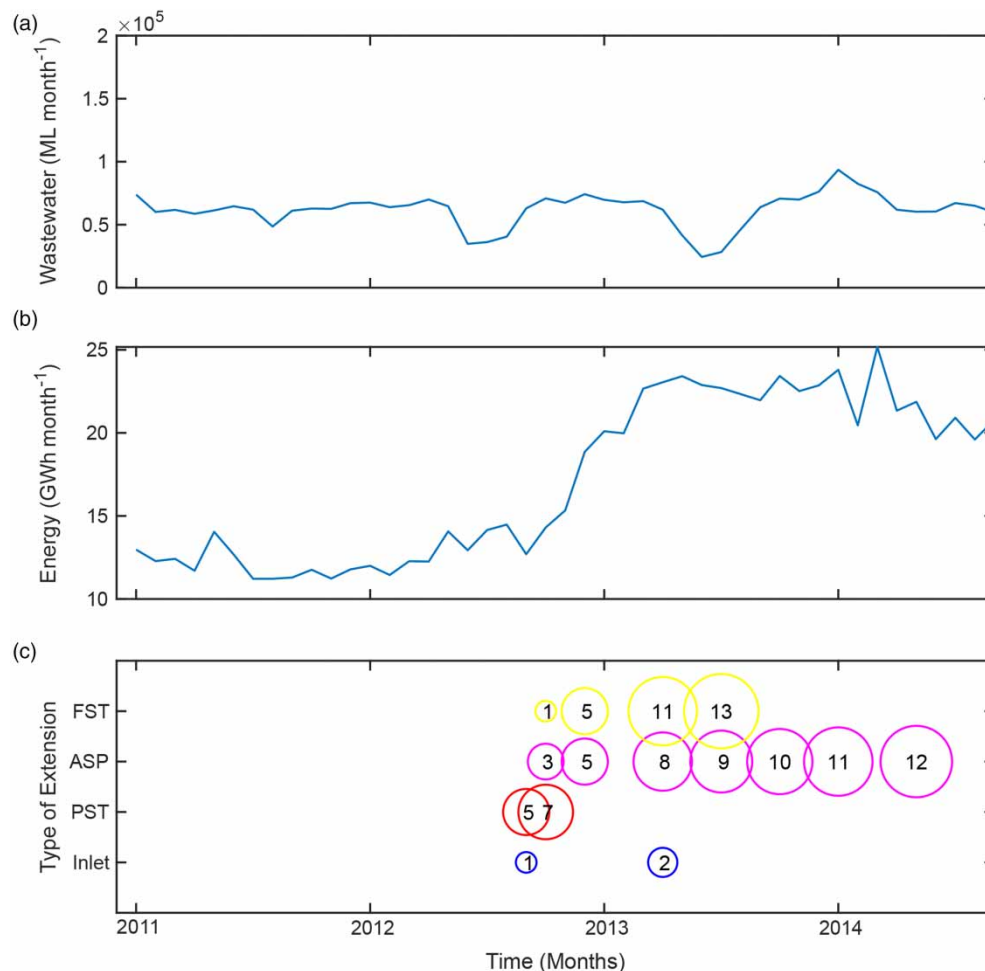 (a)
×10⁵
2
1.5
1
0.5
0
Wastewater (ML month⁻¹)
(b)
25
20
15
10
Energy (GWh month⁻¹)
(c)
FST
ASP
PST
Inlet
Type of Extension
1 5 11 13
3 5 8 9 10 11 12
5 7
1 2
2011 2012 2013 2014
Time (Months)